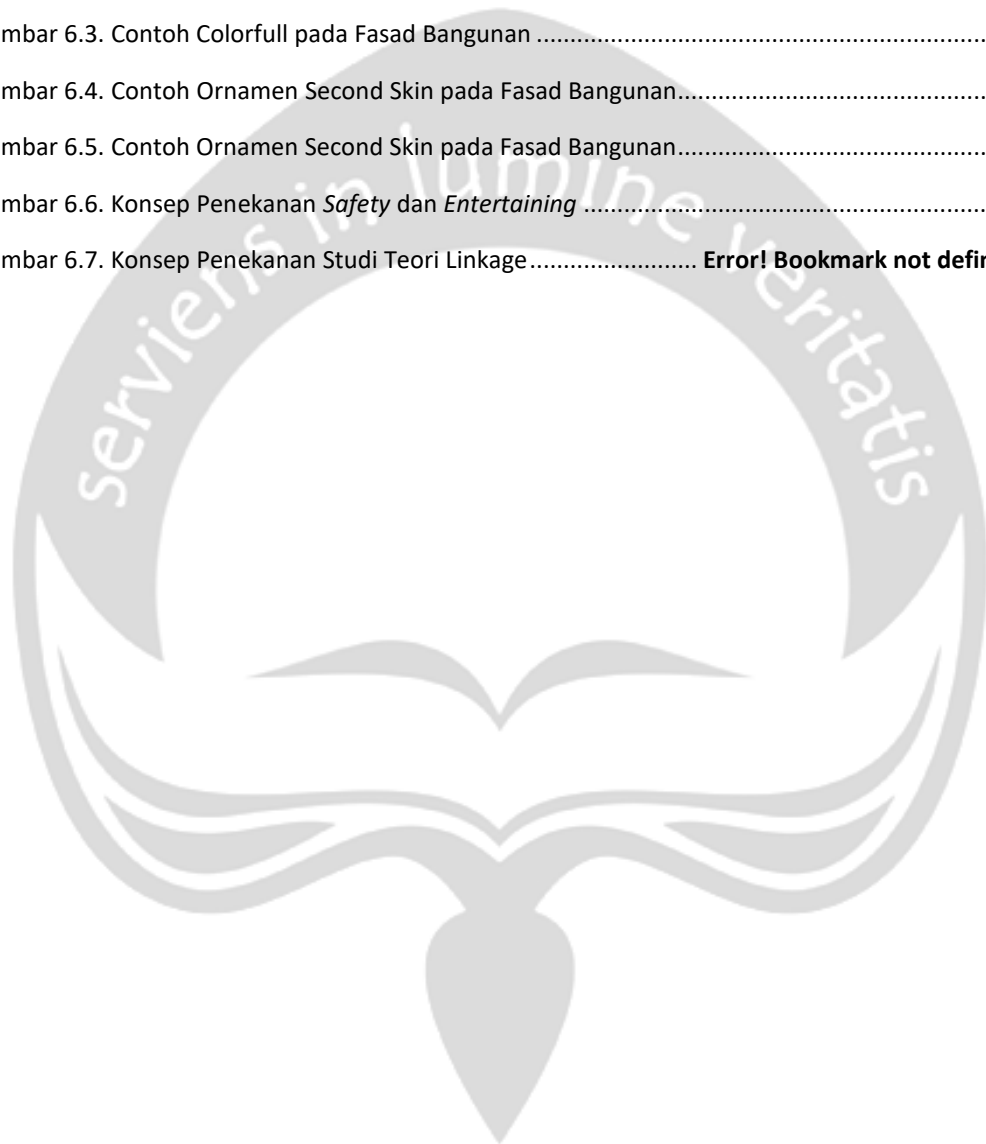 mbar 6.3. Contoh Colorfull pada Fasad Bangunan ........................................................................
mbar 6.4. Contoh Ornamen Second Skin pada Fasad Bangunan..................................................
mbar 6.5. Contoh Ornamen Second Skin pada Fasad Bangunan..................................................
mbar 6.6. Konsep Penekanan Safety dan Entertaining ................................................................
mbar 6.7. Konsep Penekanan Studi Teori Linkage........................ Error! Bookmark not defin
serviens in lumine veritatis